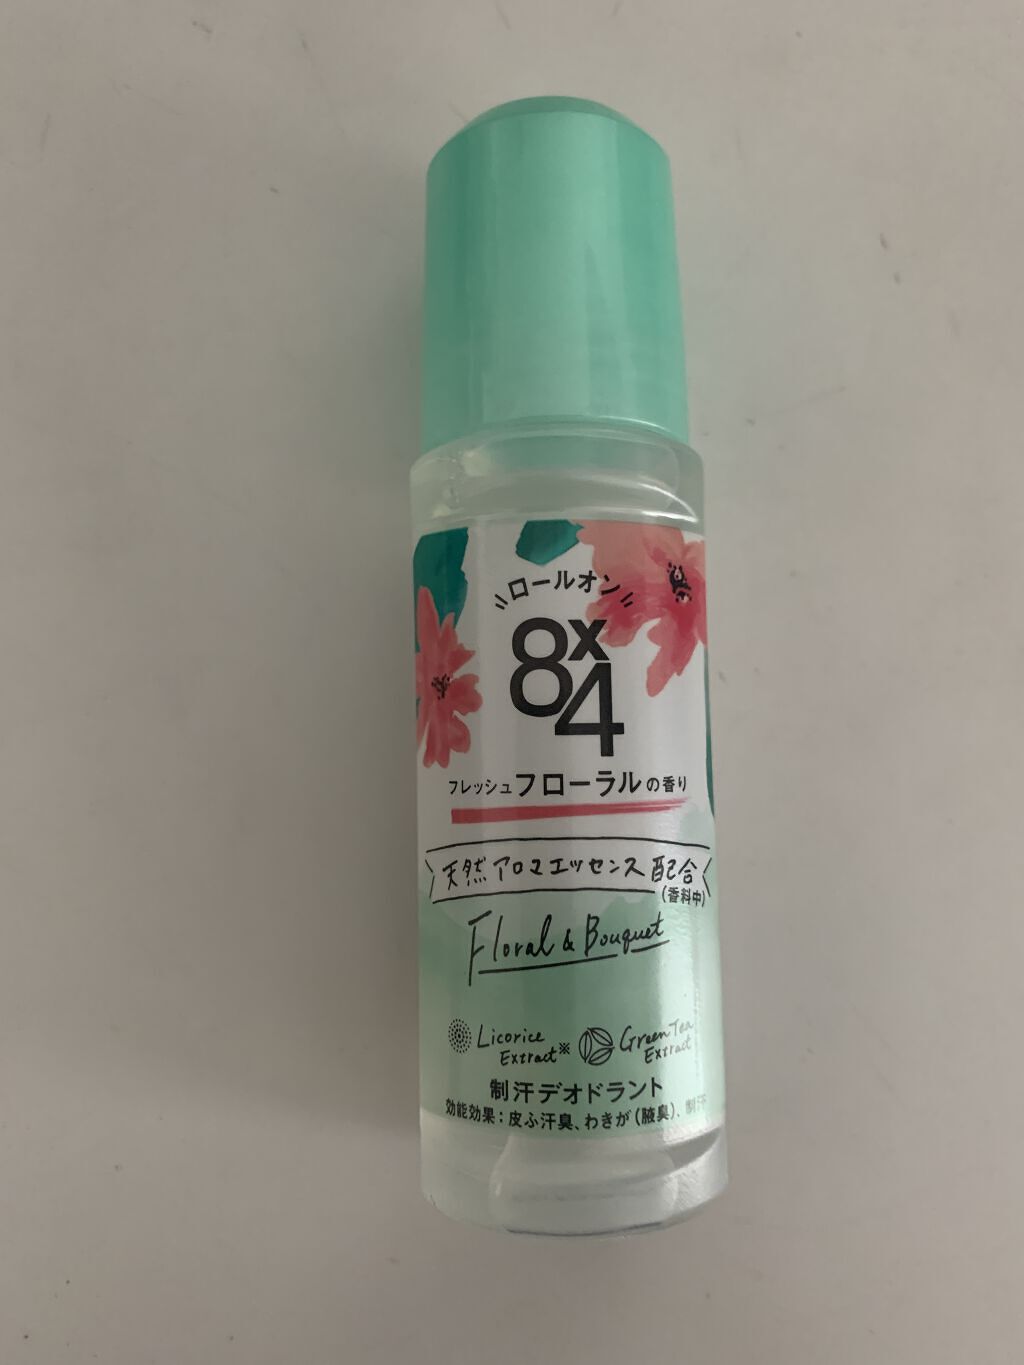 ロールオン
8x4
フレッシュフローラルの香り
天然アロマエッセンス配合
(香料中)
Floral & Bouquet
Licorice Extract※
Green Tea Extract
制汗デオドラント
効能効果：皮ふ汗臭、わきが(腋臭)、制汗